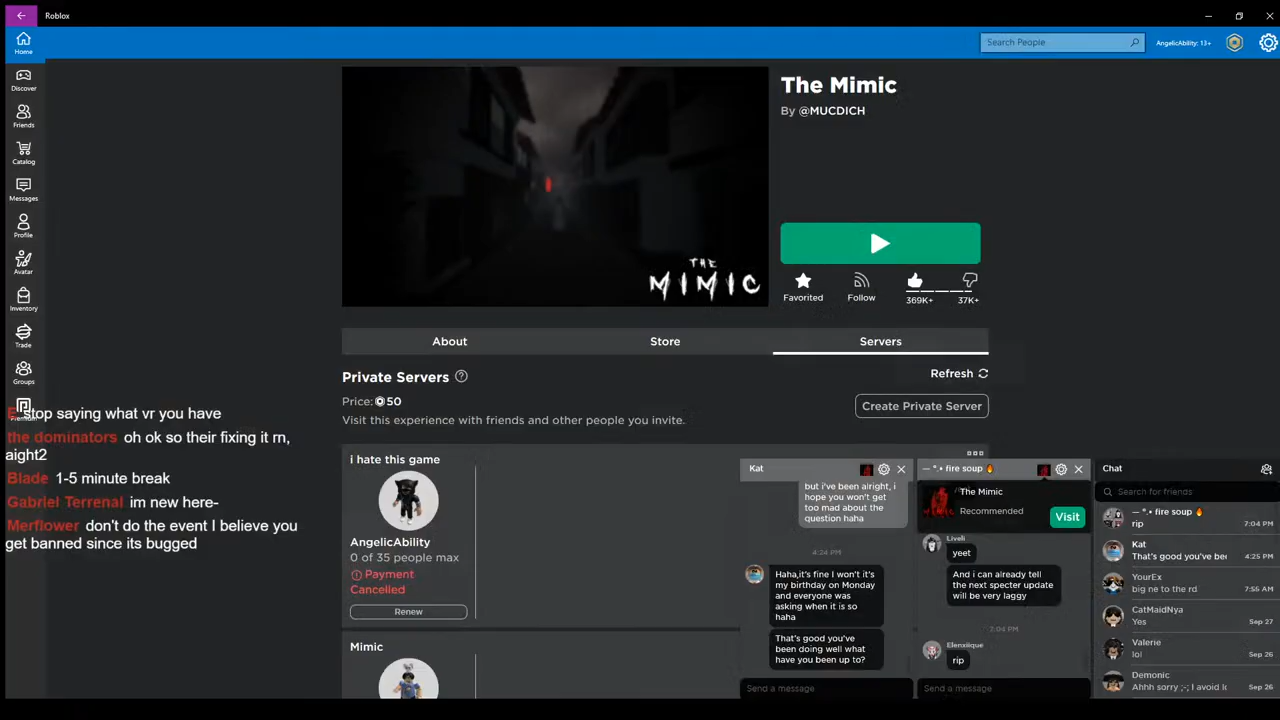 Roblox
Home
Search People
AngelicAbility: 13+
Discover
Friends
Catalog
Messages
Profile
Avatar
Inventory
Trade
Groups
THE
MIMIC
The Mimic
By @MUCDICH
Favorited
Follow
369K+
37K+
About
Store
Servers
Private Servers
Refresh
Price: 50
Visit this experience with friends and other people you invite.
Create Private Server
i hate this game
AngelicAbility
0 of 35 people max
Payment
Cancelled
Renew
Mimic
stop saying what vr you have
the dominators oh ok so their fixing it rn,
aight2
Blade 1-5 minute break
Gabriel Terrenal im new here-
Merflower don't do the event I believe you
get banned since its bugged
Kat
but i've been alright, i
hope you won't get
too mad about the
question haha
4:24 PM
Haha,it's fine I won't it's
my birthday on Monday
and everyone was
asking when it is so
haha
That's good you've
been doing well what
have you been up to?
Send a message
— °.• fire soup 🔥
The Mimic
Recommended
Visit
Liveli
yeet
And i can already tell
the next specter update
will be very laggy
7:04 PM
Elenxiique
rip
Send a message
Chat
Search for friends
— °.• fire soup 🔥
rip
7:04 PM
Kat
That's good you've bee
4:25 PM
YourEx
big ne to the rd
7:55 AM
CatMaidNya
Yes
Sep 27
Valerie
lol
Sep 26
Demonic
Ahhh sorry ;-; I avoid lo
Sep 26